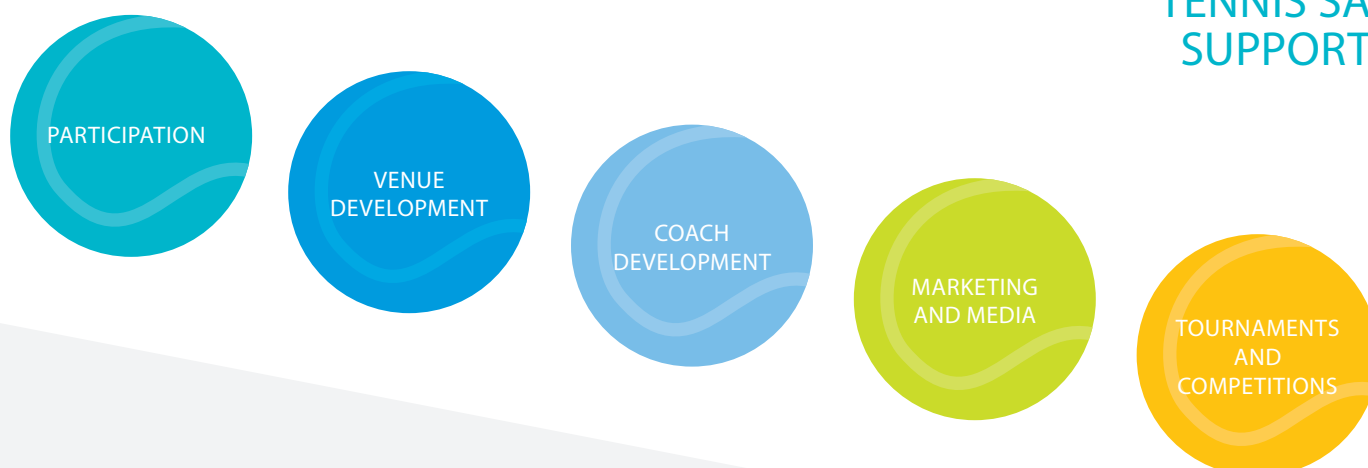 TENNIS SA
SUPPORT
PARTICIPATION
VENUE
DEVELOPMENT
COACH
DEVELOPMENT
MARKETING
AND MEDIA
TOURNAMENTS
AND
COMPETITIONS